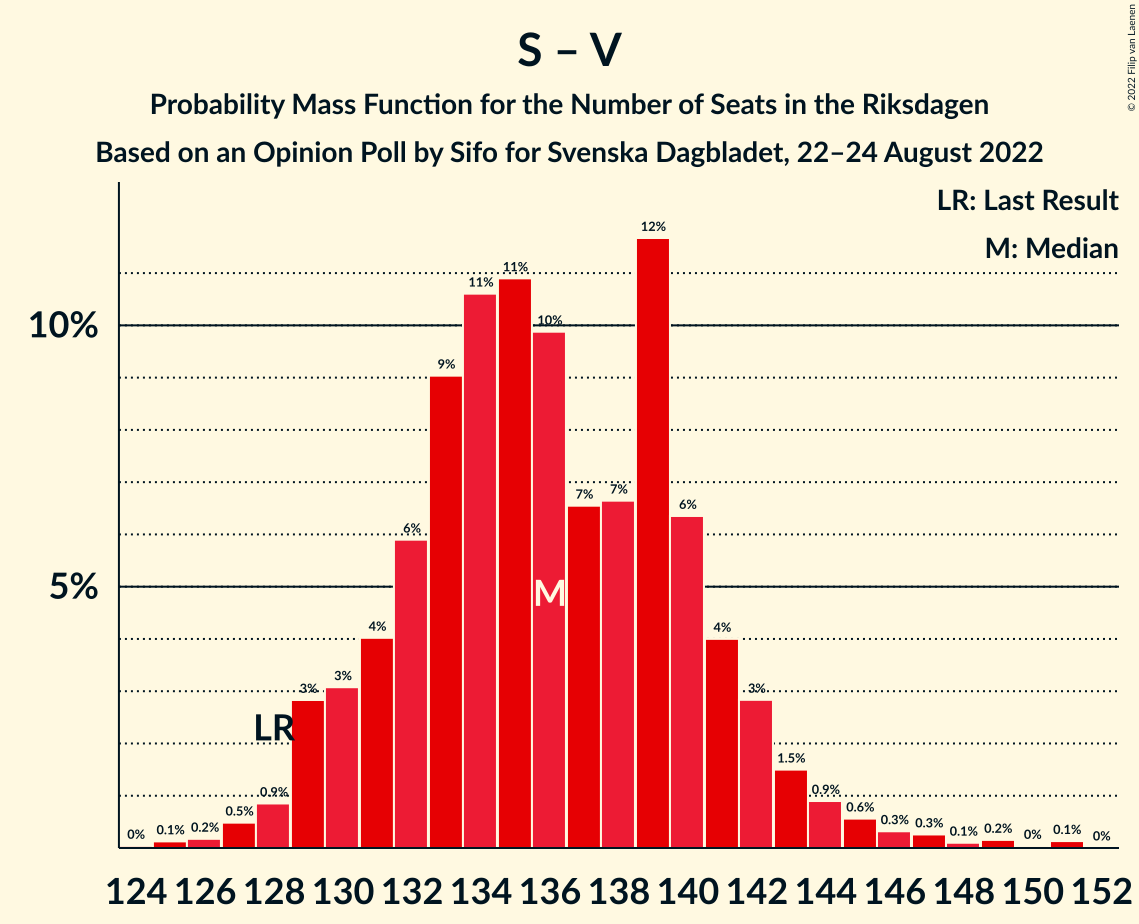 S – V
Probability Mass Function for the Number of Seats in the Riksdagen
Based on an Opinion Poll by Sifo for Svenska Dagbladet, 22–24 August 2022
© 2022 Filip van Laenen
LR: Last Result
M: Median
10%
5%
0% 0.1% 0.2% 0.5% 0.9% 3% 3% 4% 6% 9% 11% 11% 10% 7% 7% 12% 6% 4% 3% 1.5% 0.9% 0.6% 0.3% 0.3% 0.1% 0.2% 0% 0.1% 0%
LR
M
124 126 128 130 132 134 136 138 140 142 144 146 148 150 152